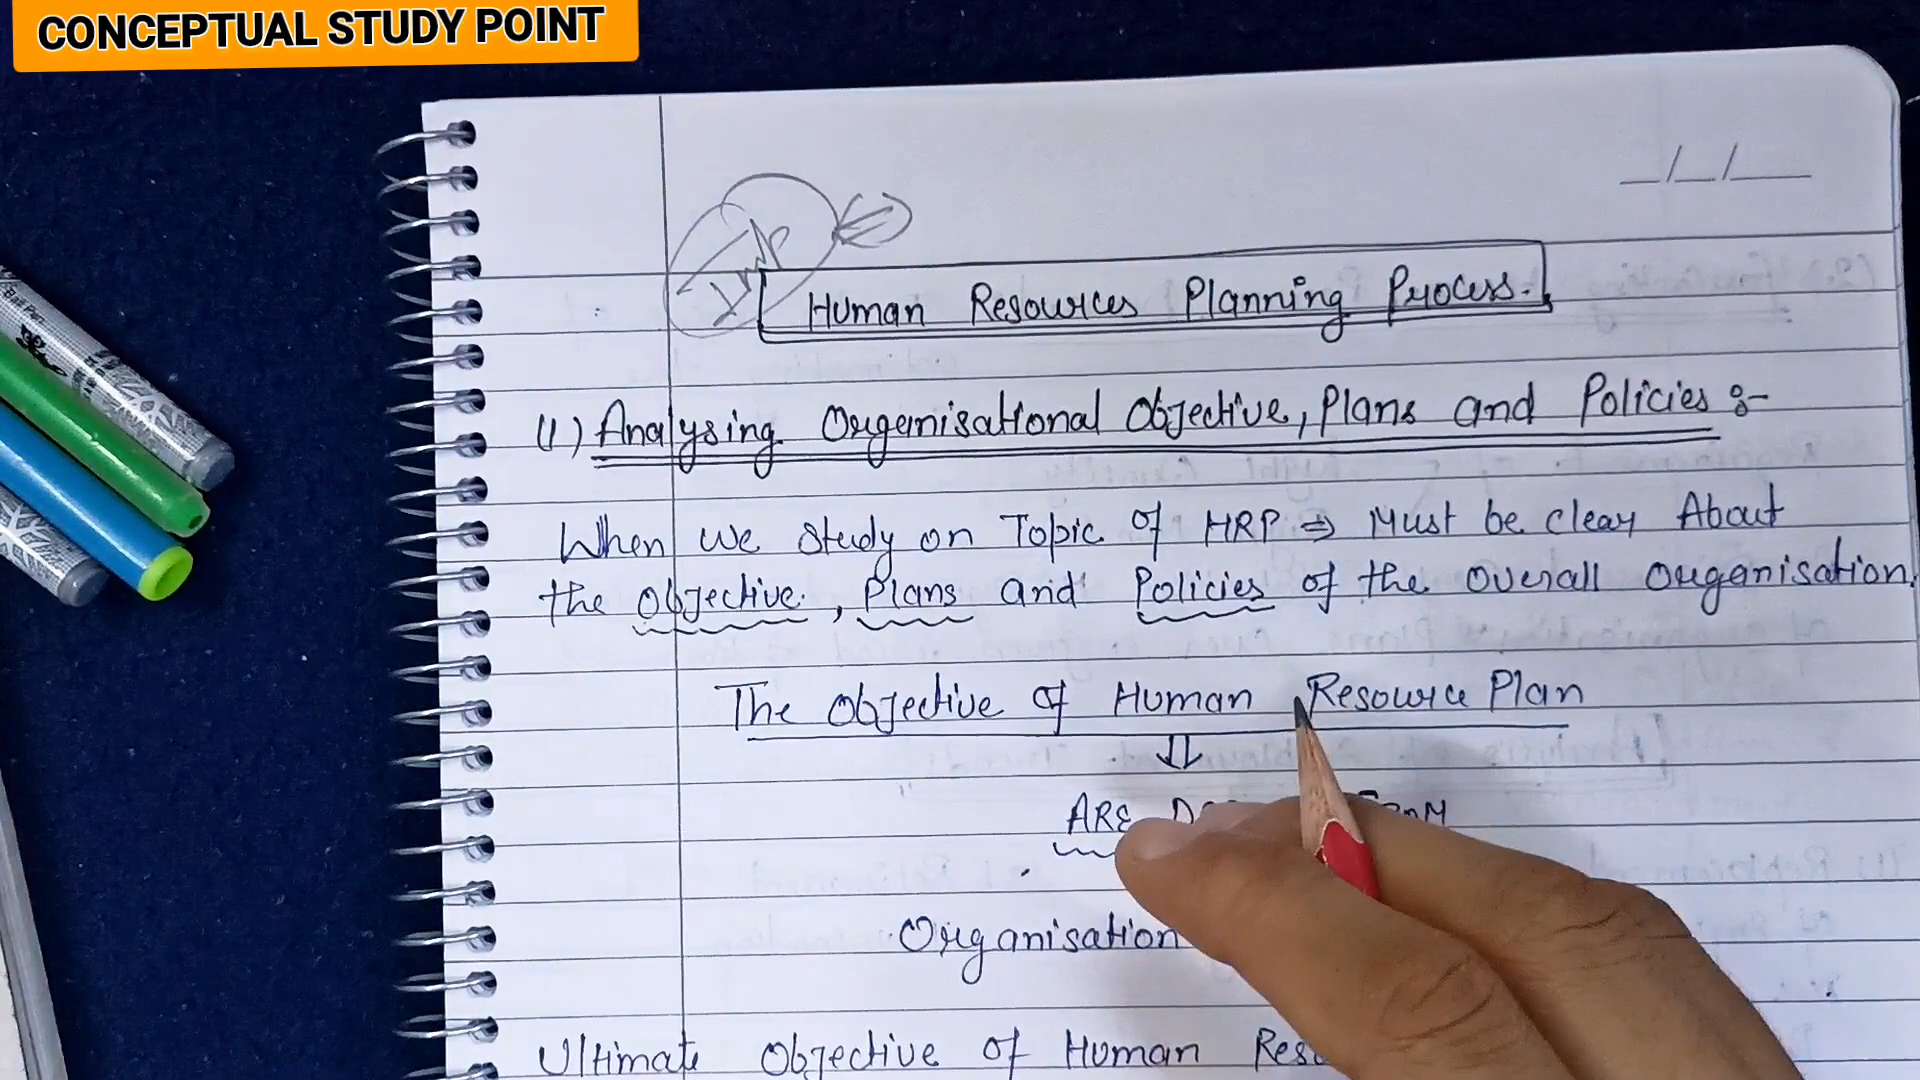 CONCEPTUAL STUDY POINT
Human Resources Planning Process.
(1) Analysing Organisational Objective, Plans and Policies :-
When we study on Topic of HRP ⇒ Must be clear About
the Objective, Plans and Policies of the Overall Organisation.
The Objective of Human Resource Plan
⇓
ARE
Organisation
Ultimate Objective of Human